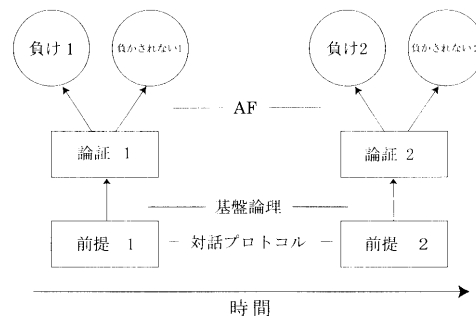 負け 1 負かされない1 負け2 負かされない2
AF
論証 1 論証 2
基盤論理
前提 1 対話プロトコル 前提 2
時間